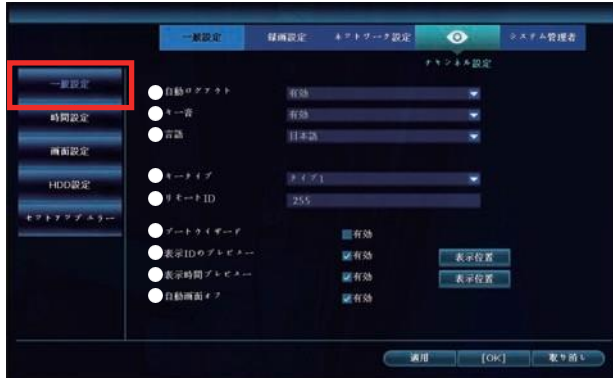 一般設定 録画設定 ネットワーク設定 システム管理者
チャンネル設定
一般設定
時間設定
画面設定
HDD設定
セットアップ エラー
自動ログアウト 有効
キー音 有効
言語 日本語
キータイプ タイプ1
リモートID 255
ブートウィザード 有効
表示IDのプレビュー 有効 表示位置
表示時間プレビュー 有効 表示位置
自動画面オフ 有効
適用 [OK] 取り消し